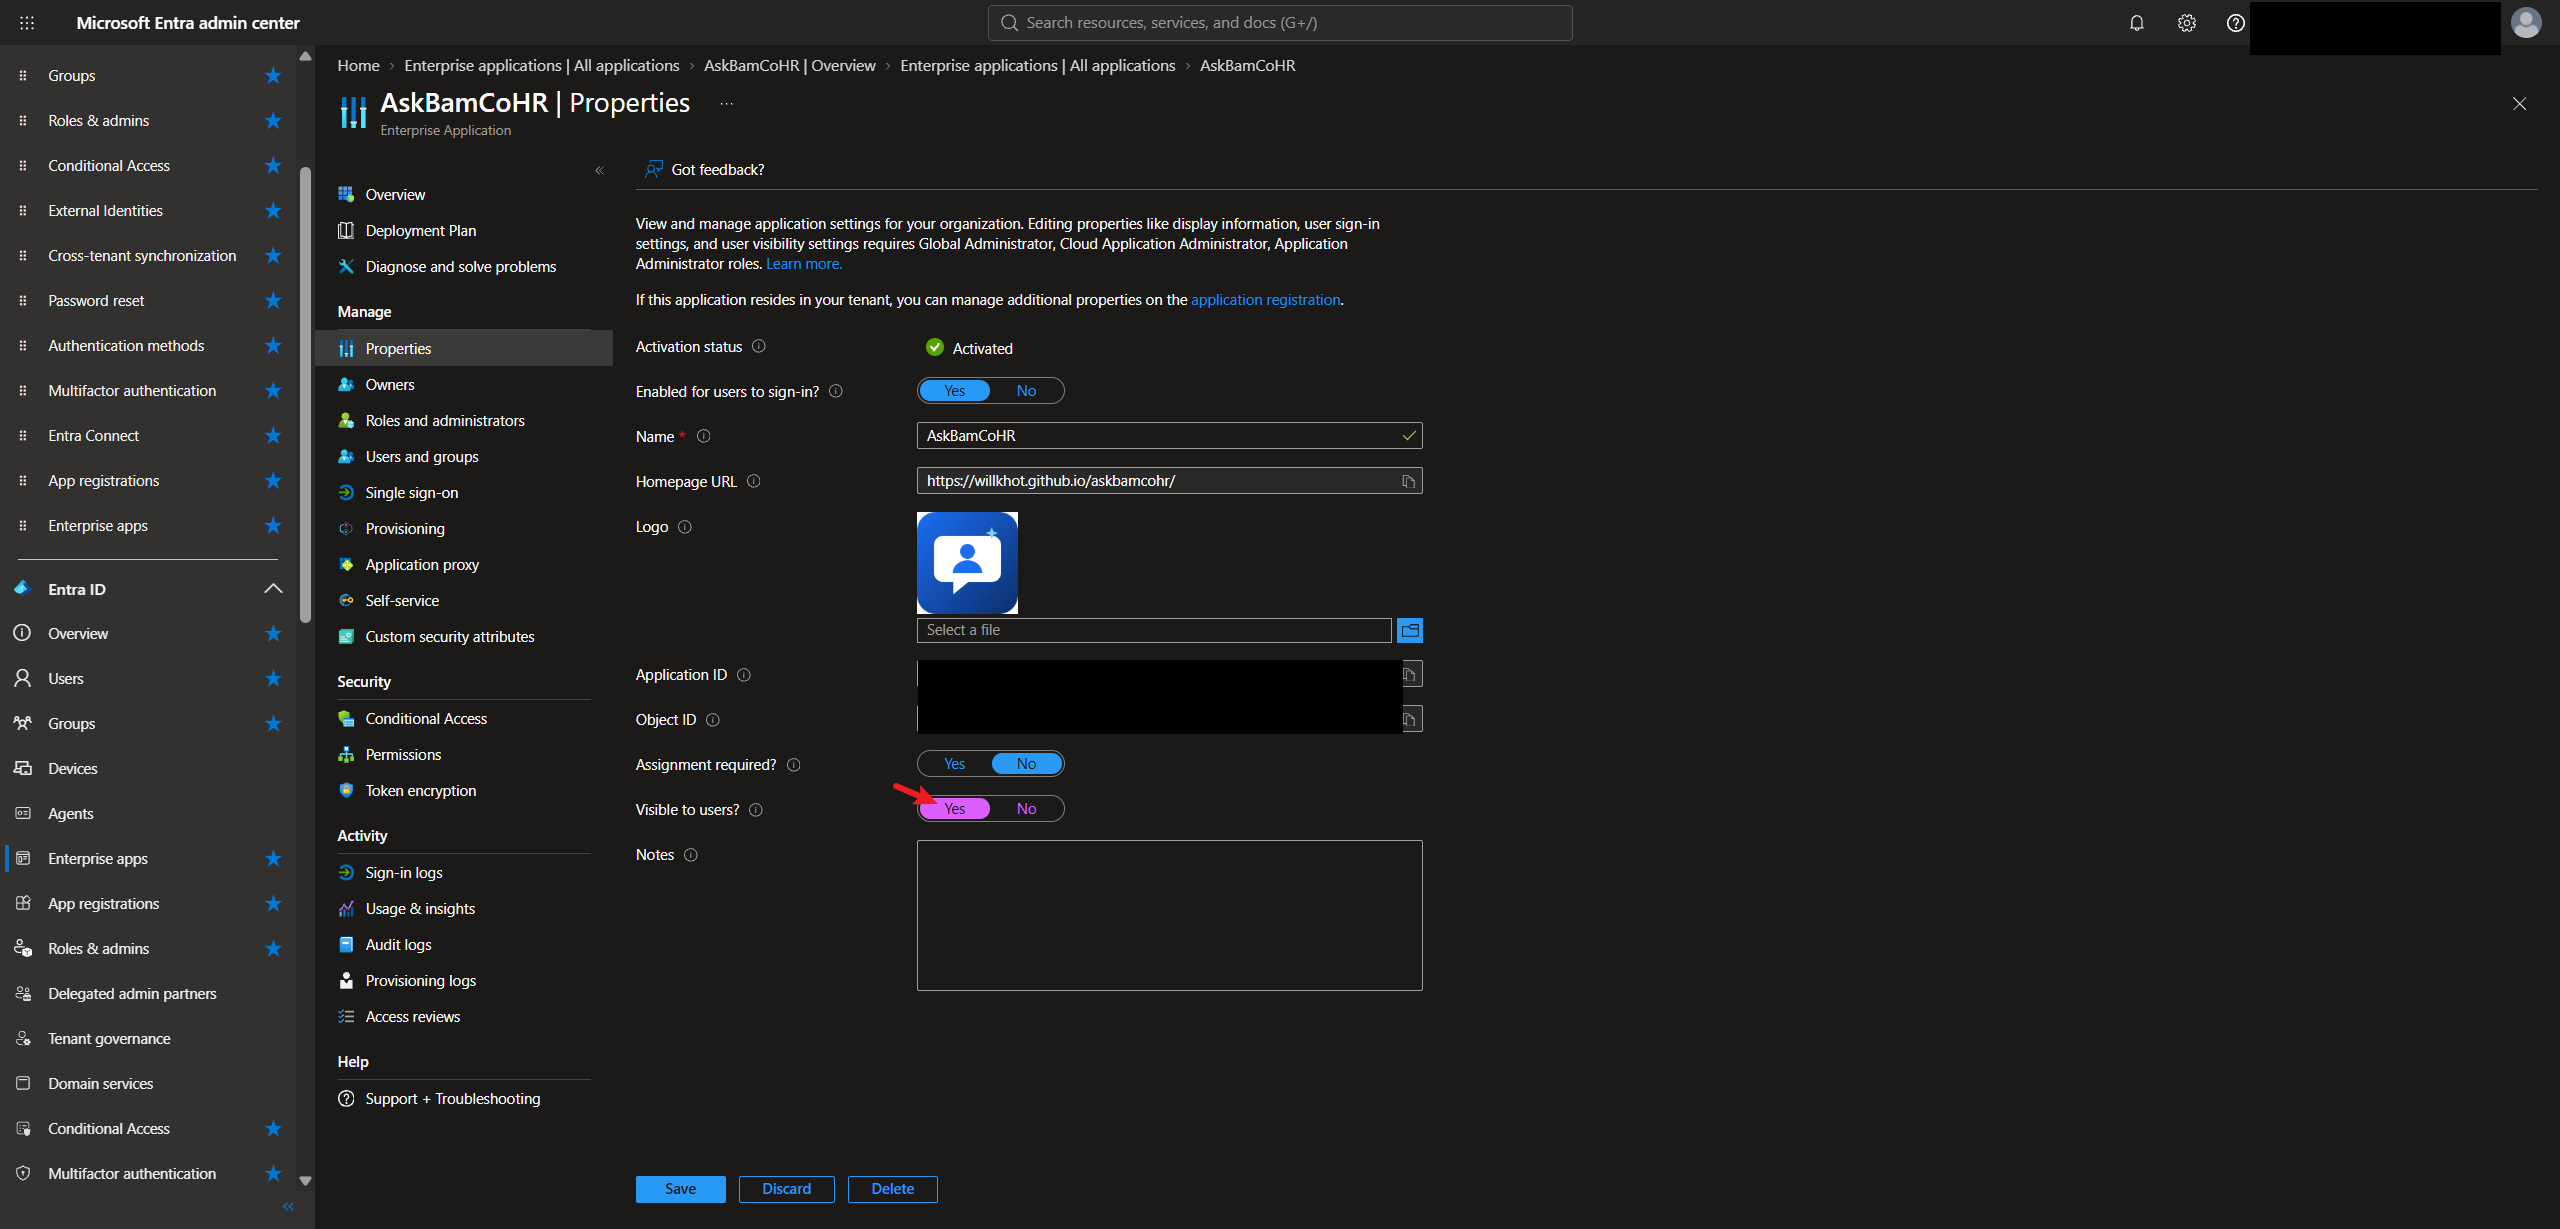 Microsoft Entra admin center
Search resources, services, and docs (G+/)
Groups
Roles & admins
Conditional Access
External Identities
Cross-tenant synchronization
Password reset
Authentication methods
Multifactor authentication
Entra Connect
App registrations
Enterprise apps
Entra ID
Overview
Users
Groups
Devices
Agents
Enterprise apps
App registrations
Roles & admins
Delegated admin partners
Tenant governance
Domain services
Conditional Access
Multifactor authentication
Home > Enterprise applications | All applications > AskBamCoHR | Overview > Enterprise applications | All applications > AskBamCoHR
AskBamCoHR | Properties ...
Enterprise Application
Overview
Deployment Plan
Diagnose and solve problems
Manage
Properties
Owners
Roles and administrators
Users and groups
Single sign-on
Provisioning
Application proxy
Self-service
Custom security attributes
Security
Conditional Access
Permissions
Token encryption
Activity
Sign-in logs
Usage & insights
Audit logs
Provisioning logs
Access reviews
Help
Support + Troubleshooting
Got feedback?
View and manage application settings for your organization. Editing properties like display information, user sign-in
settings, and user visibility settings requires Global Administrator, Cloud Application Administrator, Application
Administrator roles. Learn more.
If this application resides in your tenant, you can manage additional properties on the application registration.
Activation status Activated
Enabled for users to sign-in? Yes No
Name * AskBamCoHR
Homepage URL https://willkhot.github.io/askbamcohr/
Logo
Select a file
Application ID
Object ID
Assignment required? Yes No
Visible to users? Yes No
Notes
Save Discard Delete